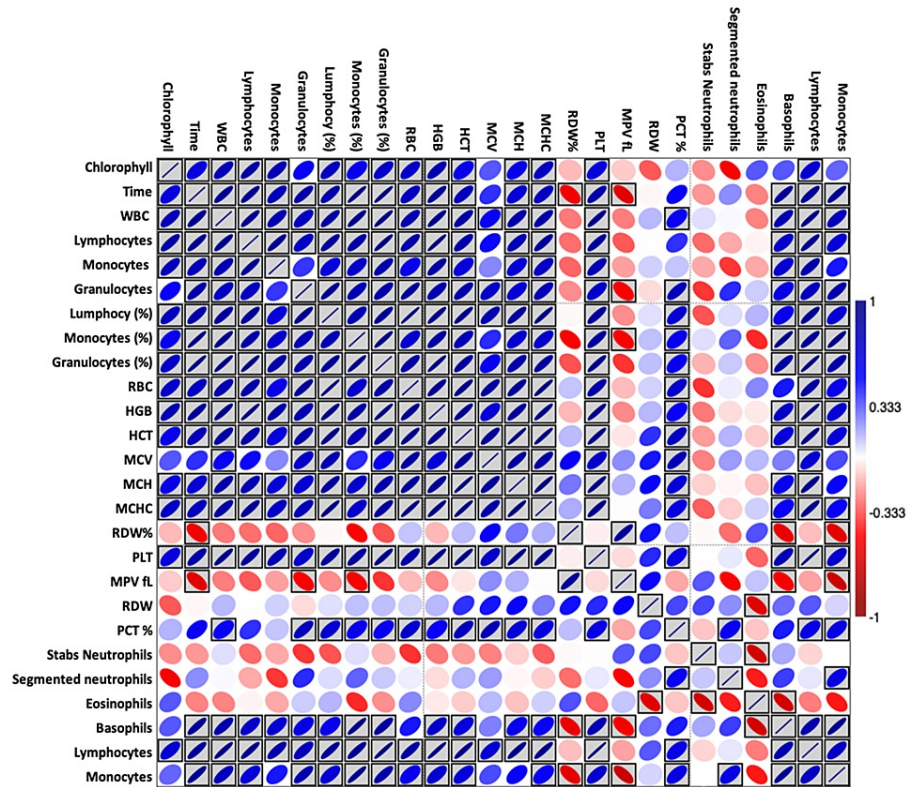 Chlorophyll
Time
WBC
Lymphocytes
Monocytes
Granulocytes
Lumphocy (%)
Monocytes (%)
Granulocytes (%)
RBC
HGB
HCT
MCV
MCH
MCHC
RDW%
PLT
MPV fL
RDW
PCT %
Stabs Neutrophils
Segmented neutrophils
Eosinophils
Basophils
Lymphocytes
Monocytes
Chlorophyll
Time
WBC
Lymphocytes
Monocytes
Granulocytes
Lumphocy (%)
Monocytes (%)
Granulocytes (%)
RBC
HGB
HCT
MCV
MCH
MCHC
RDW%
PLT
MPV fL
RDW
PCT %
Stabs Neutrophils
Segmented neutrophils
Eosinophils
Basophils
Lymphocytes
Monocytes
1
0.333
-0.333
-1